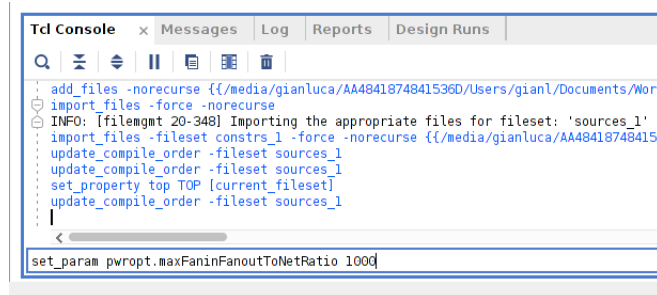 Tcl Console × Messages Log Reports Design Runs
add_files -norecurse {{/media/gianluca/AA4841874841536D/Users/gianl/Documents/Wor
import_files -force -norecurse
INFO: [filemgmt 20-348] Importing the appropriate files for fileset: 'sources_1'
import_files -fileset constrs_1 -force -norecurse {{/media/gianluca/AA48418748415
update_compile_order -fileset sources_1
update_compile_order -fileset sources_1
set_property top TOP [current_fileset]
update_compile_order -fileset sources_1
set_param pwropt.maxFaninFanoutToNetRatio 1000